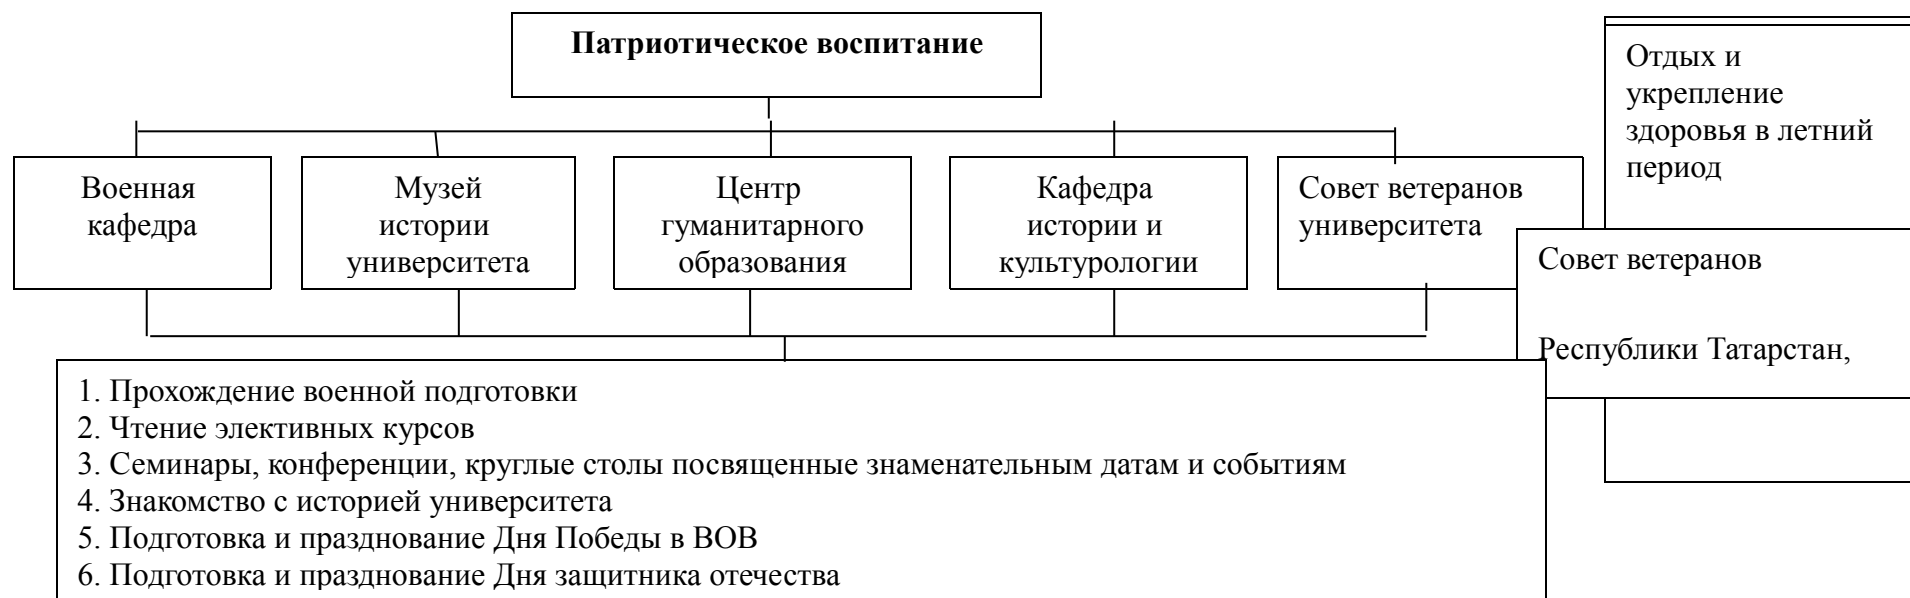 Патриотическое воспитание
Отдых и
укрепление
здоровья в летний
период
Военная
кафедра
Музей
истории
университета
Центр
гуманитарного
образования
Кафедра
истории и
культурологии
Совет ветеранов
университета
Совет ветеранов
Республики Татарстан,
1. Прохождение военной подготовки
2. Чтение элективных курсов
3. Семинары, конференции, круглые столы посвященные знаменательным датам и событиям
4. Знакомство с историей университета
5. Подготовка и празднование Дня Победы в ВОВ
6. Подготовка и празднование Дня защитника отечества